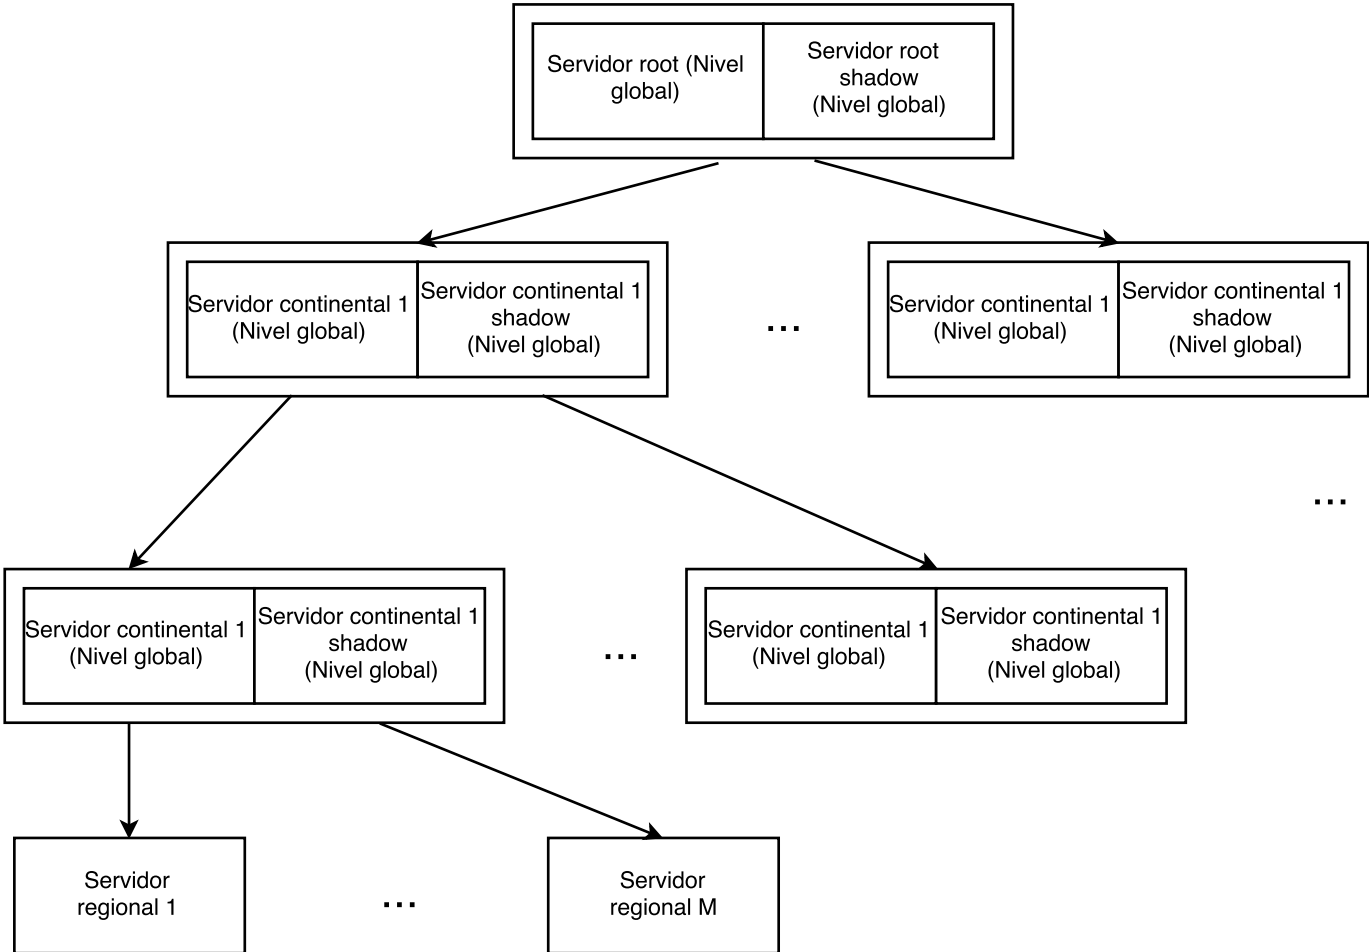 Servidor root (Nivel
global)
Servidor root
shadow
(Nivel global)
Servidor continental 1
(Nivel global)
Servidor continental 1
shadow
(Nivel global)
...
Servidor continental 1
(Nivel global)
Servidor continental 1
shadow
(Nivel global)
...
Servidor continental 1
(Nivel global)
Servidor continental 1
shadow
(Nivel global)
...
Servidor continental 1
(Nivel global)
Servidor continental 1
shadow
(Nivel global)
Servidor
regional 1
...
Servidor
regional M